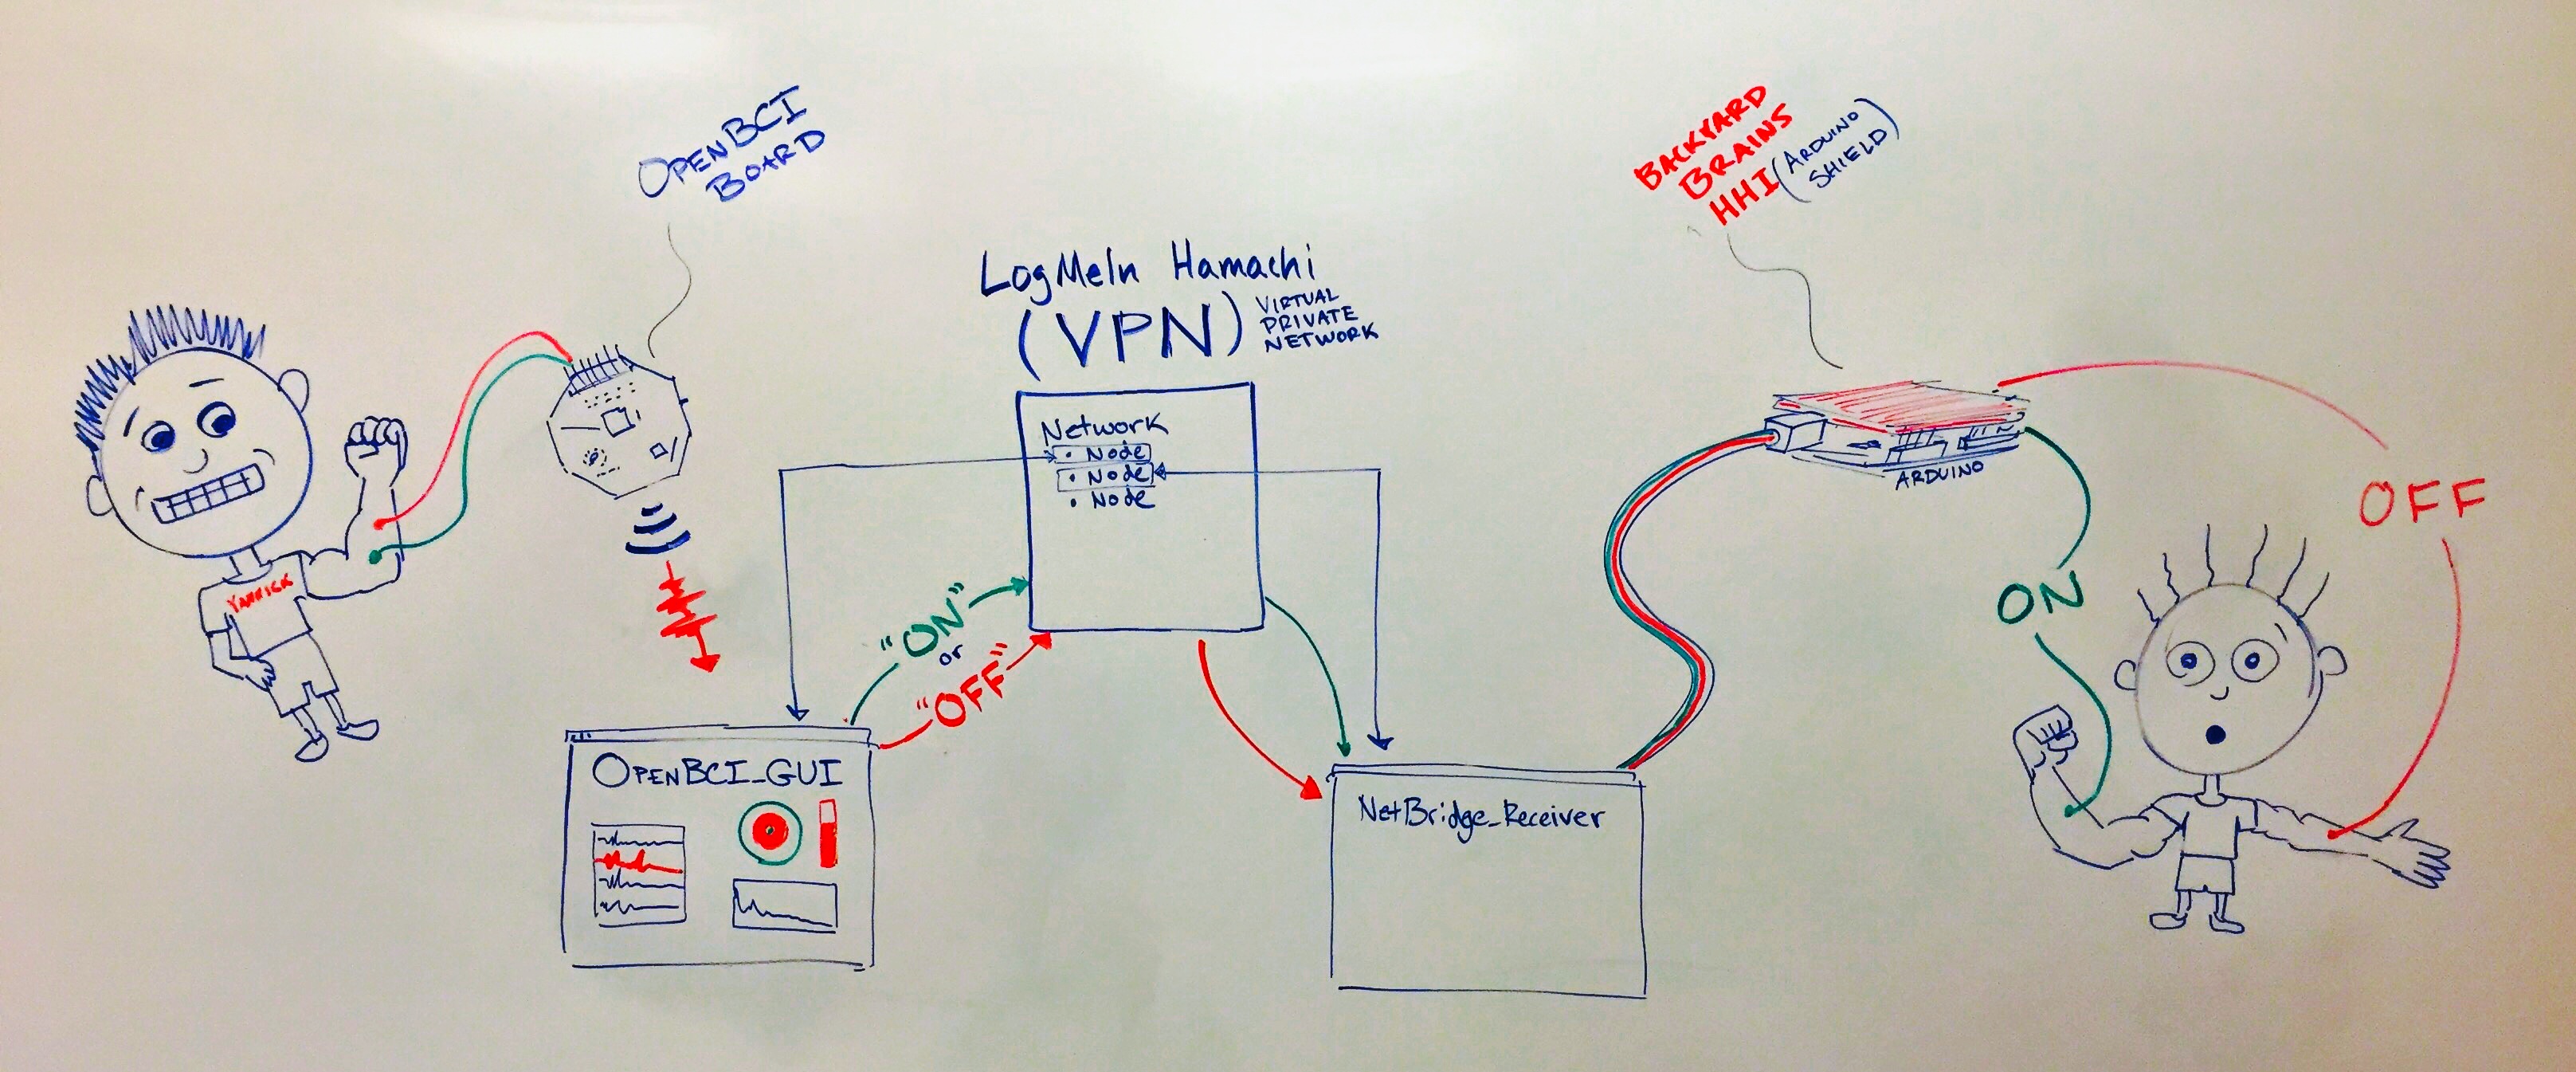 OPENBCI
BOARD
BACKYARD
BRAINS
HHI (ARDUINO
SHIELD)
LogMeIn Hamachi
(VPN) VIRTUAL
PRIVATE
NETWORK
Network
• Node
• Node
• Node
ARDUINO
OFF
ON
YANNICK
"ON"
or
"OFF"
OPENBCI_GUI
NetBridge_Receiver